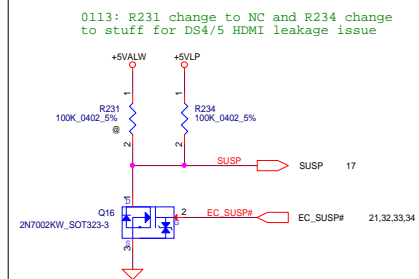 0113: R231 change to NC and R234 change
to stuff for DS4/5 HDMI leakage issue
+5VALW +5VLP
1 1
R231 R234
100K_0402_5% 100K_0402_5%
@
2 2
SUSP SUSP 17
1
Q16 2 EC_SUSP# EC_SUSP# 21,32,33,34
2N7002KW_SOT323-3
3